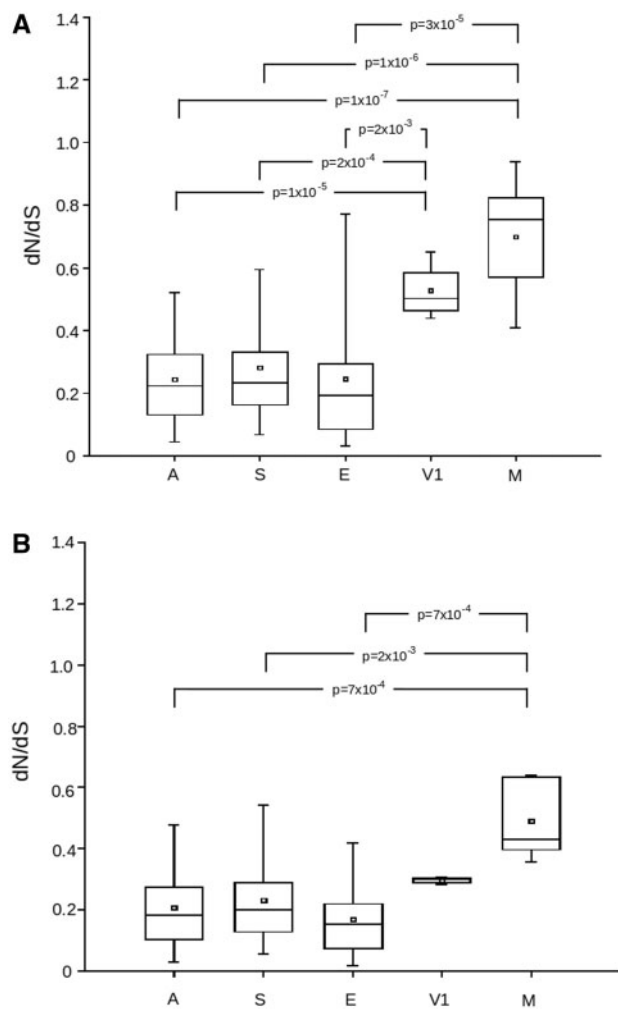 A
1.4
p=3x10-5
1.2
p=1x10-6
p=1x10-7
1.0
p=2x10-3
p=2x10-4
0.8
p=1x10-5
dN/dS
0.6
0.4
0.2
0
A S E V1 M
B
1.4
1.2
p=7x10-4
1.0
p=2x10-3
p=7x10-4
0.8
dN/dS
0.6
0.4
0.2
0
A S E V1 M